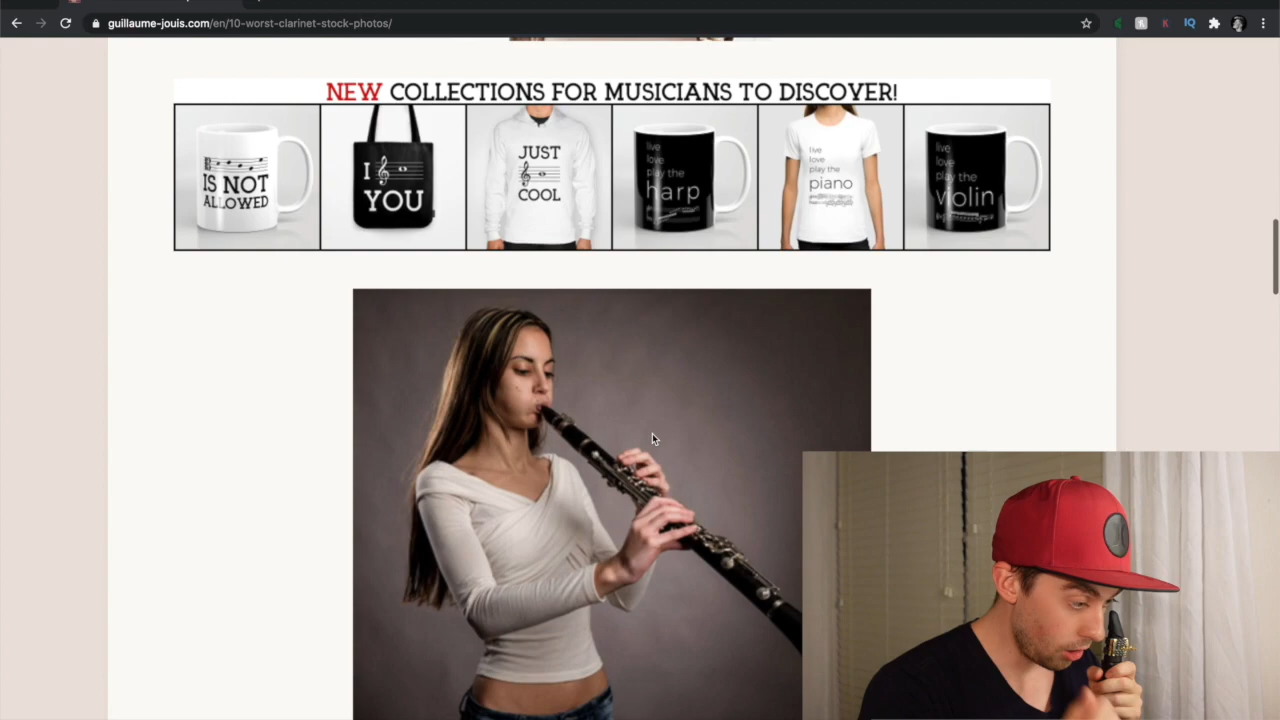 guillaume-jouis.com/en/10-worst-clarinet-stock-photos/
IQ
NEW COLLECTIONS FOR MUSICIANS TO DISCOVER!
IS NOT
ALLOWED
I
YOU
JUST
COOL
live
love
play the
harp
live
love
play the
piano
live
love
play the
violin